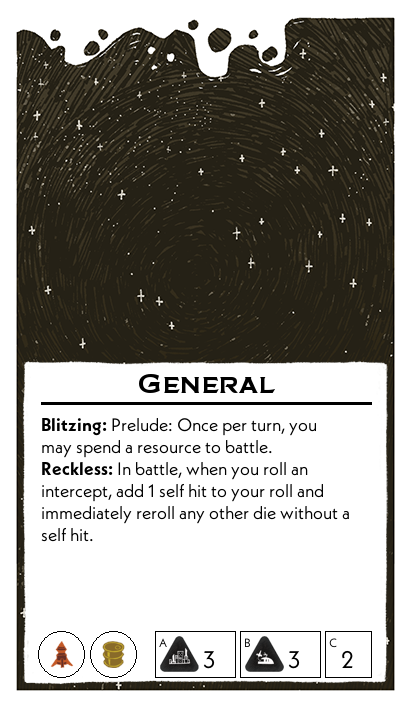 GENERAL
Blitzing: Prelude: Once per turn, you
may spend a resource to battle.
Reckless: In battle, when you roll an
intercept, add 1 self hit to your roll and
immediately reroll any other die without a
self hit.
A 3 B 3 C 2